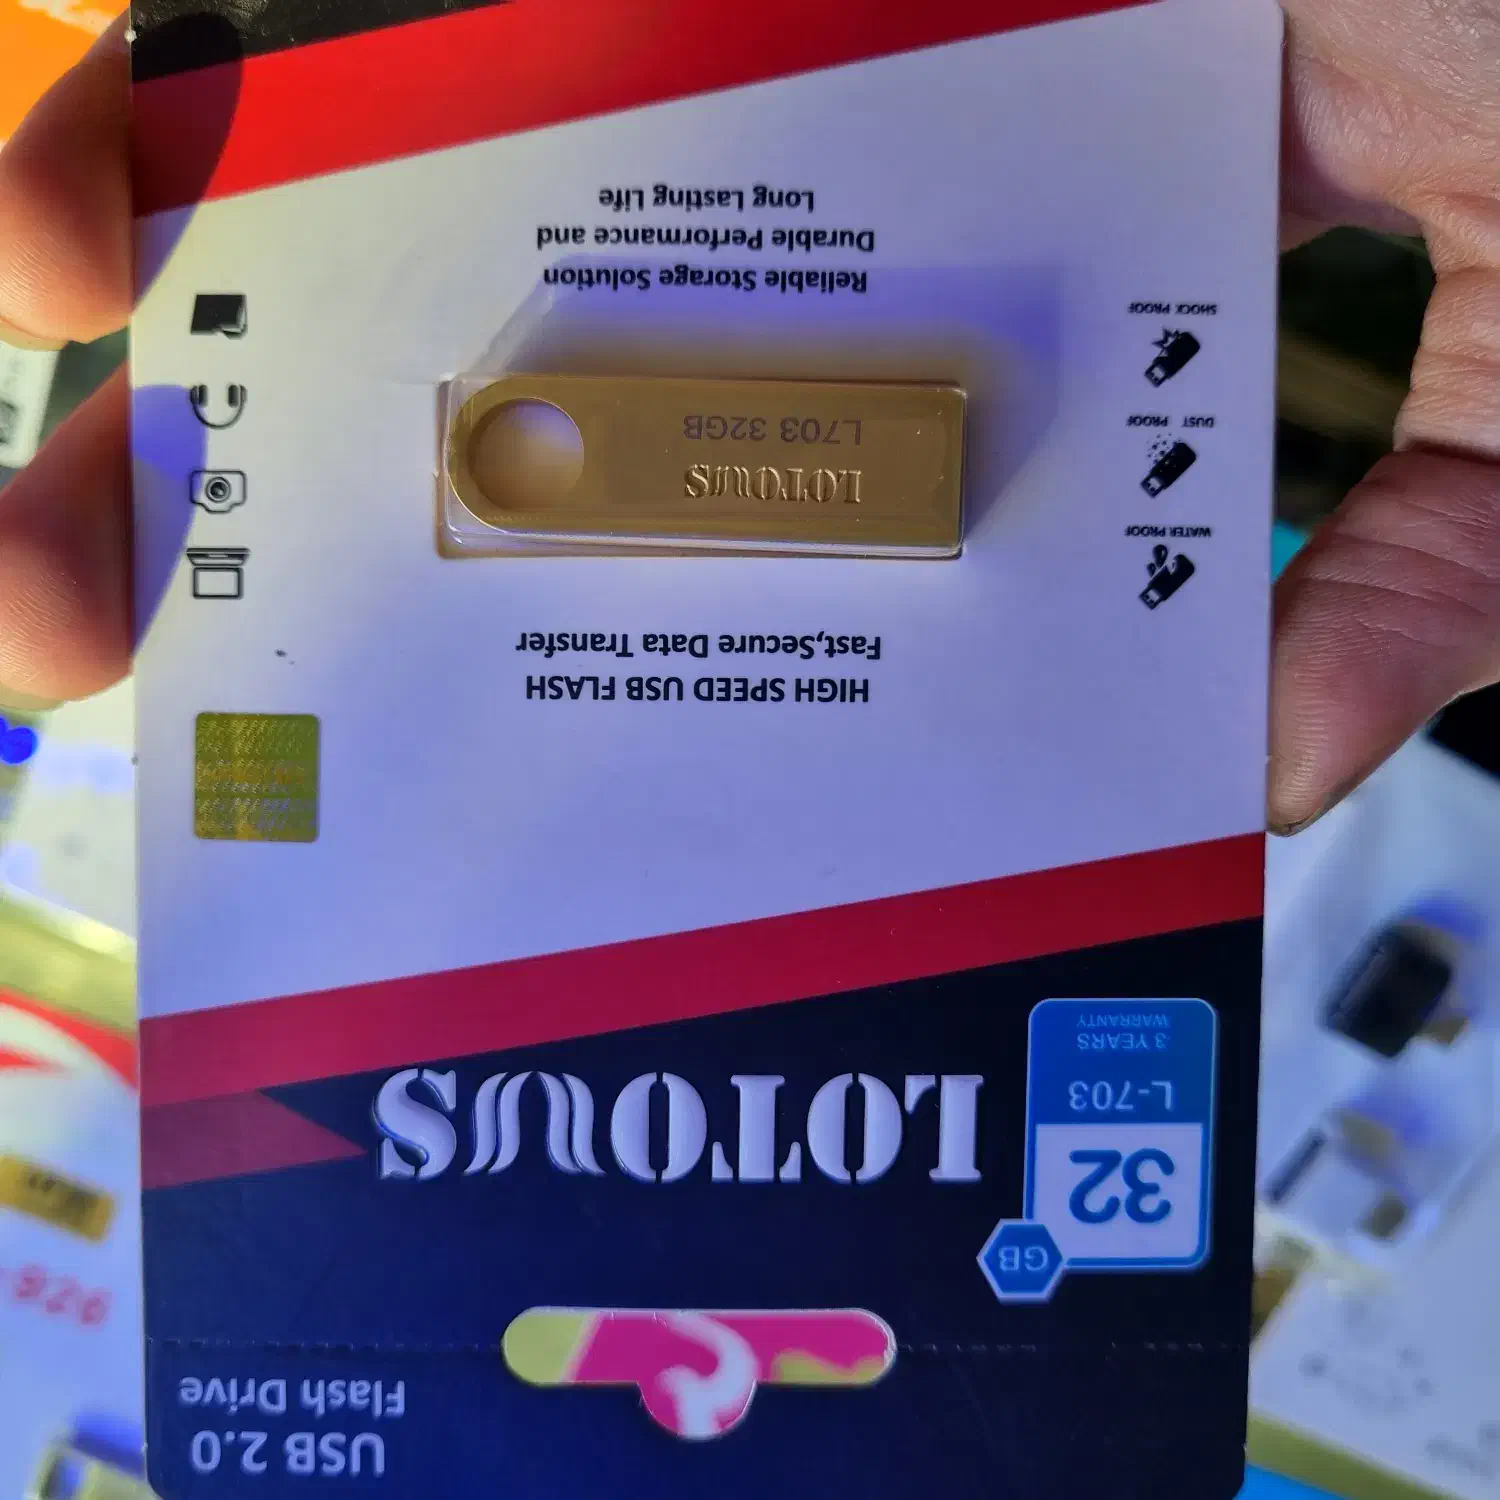 USB 2.0
Flash Drive
GB
32
L-703
3 YEARS
WARRANTY
LOTOUS
HIGH SPEED USB FLASH
Fast,Secure Data Transfer
WATER PROOF
DUST PROOF
SHOCK PROOF
LOTOUS
L703 32GB
Reliable Storage Solution
Durable Performance and
Long Lasting Life